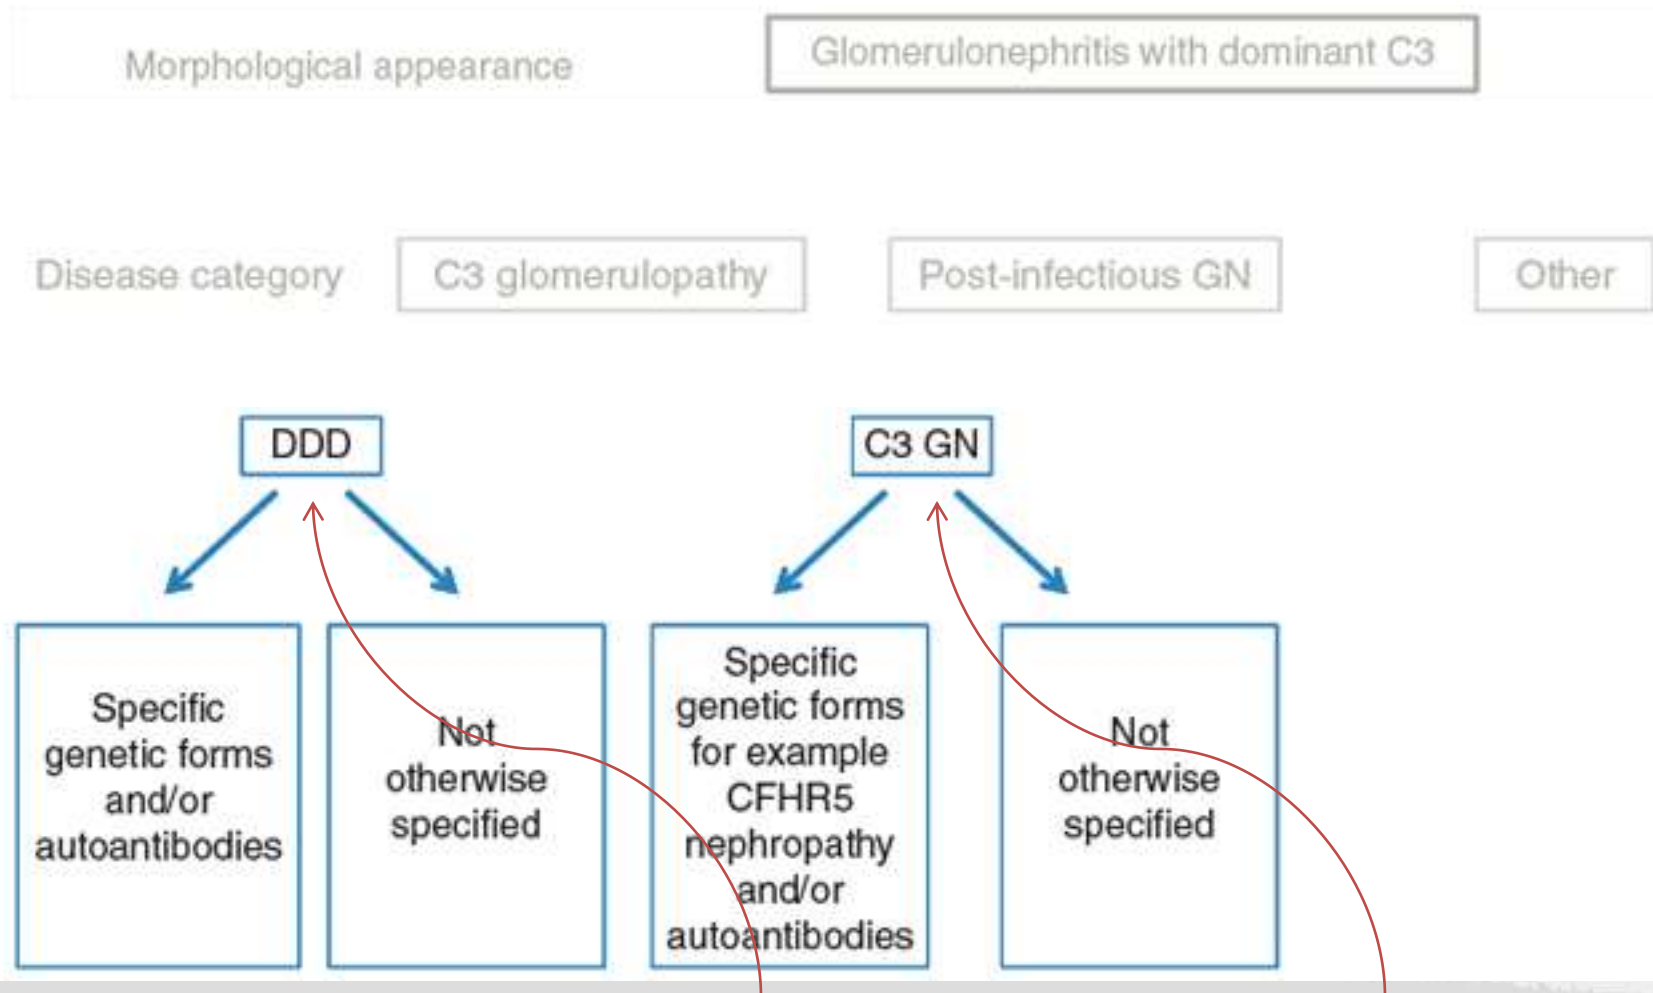 Morphological appearance
Glomerulonephritis with dominant C3
Disease category
C3 glomerulopathy
Post-infectious GN
Other
DDD
C3 GN
Specific
genetic forms
and/or
autoantibodies
Not
otherwise
specified
Specific
genetic forms
for example
CFHR5
nephropathy
and/or
autoantibodies
Not
otherwise
specified